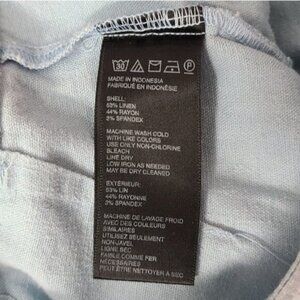 30 P
MADE IN INDONESIA
FABRIQUÉ EN INDONÉSIE
SHELL:
53% LINEN
44% RAYON
3% SPANDEX
MACHINE WASH COLD
WITH LIKE COLORS
USE ONLY NON-CHLORINE
BLEACH
LINE DRY
LOW IRON AS NEEDED
MAY BE DRY CLEANED
EXTÉRIEUR:
53% LIN
44% RAYONNE
3% SPANDEX
MACHINE DE LAVAGE FROID
AVEC DES COULEURS
SIMILAIRES
UTILISEZ SEULEMENT
NON-JAVEL
LIGNE SEC
FAIBLE COMME FER
NÉCESSAIRE
PEUT ÊTRE NETTOYER À SEC